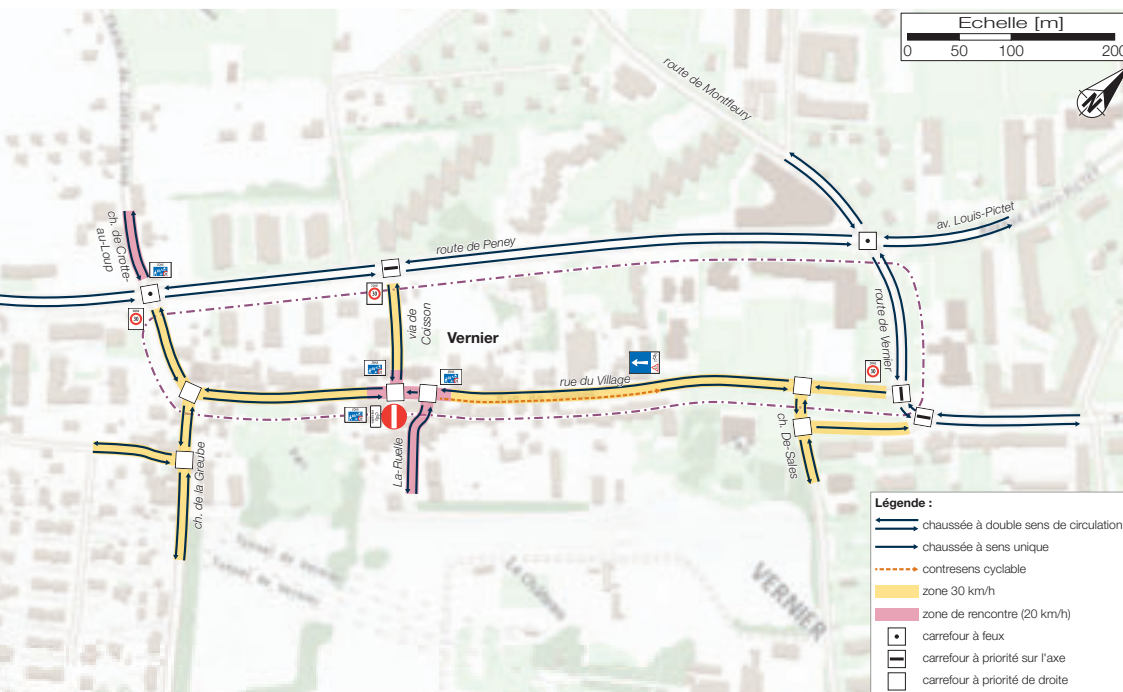 Echelle [m]
0 50 100 200
N
route de Montfleury
av. Louis-Pictet
ch. de Crotte-
au-Loup
route de Peney
route de Vernier
via de
Coisson
Vernier
rue du Village
La-Ruelle
ch. De-Sales
ch. de la Greube
30
30
30
Le Château
VERNIER
Légende :
chaussée à double sens de circulation
chaussée à sens unique
contresens cyclable
zone 30 km/h
zone de rencontre (20 km/h)
carrefour à feux
carrefour à priorité sur l'axe
carrefour à priorité de droite